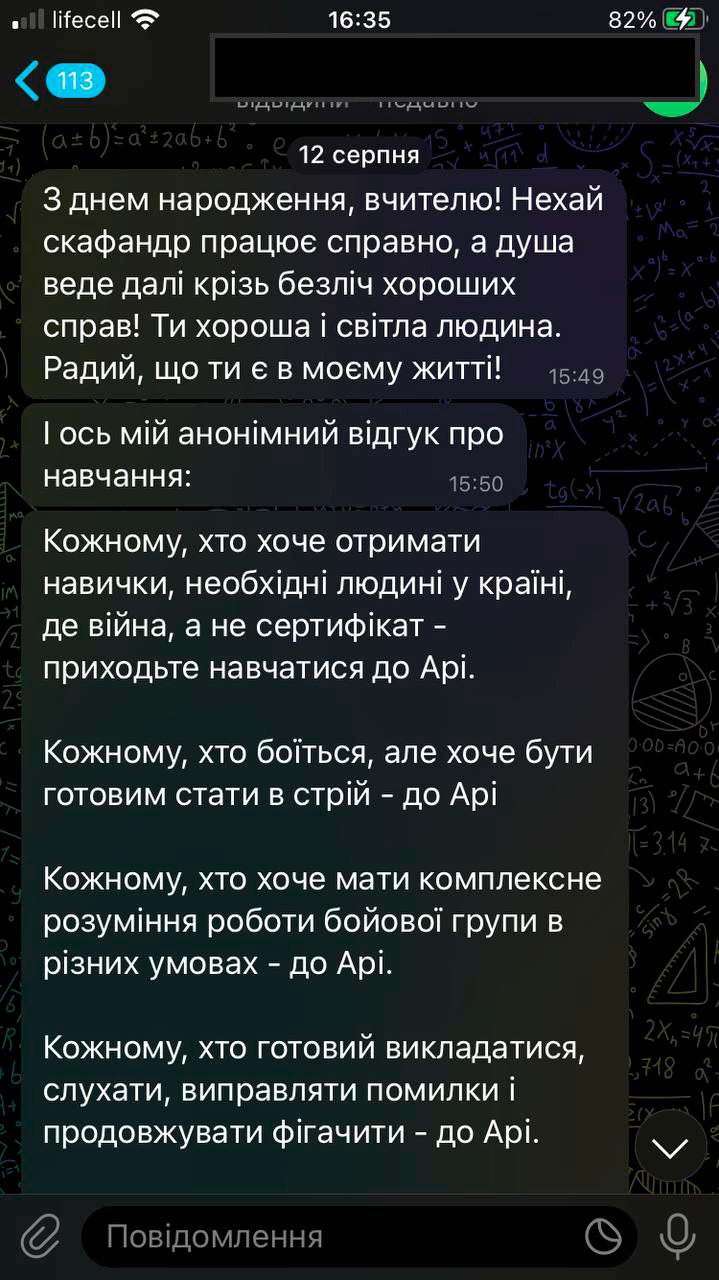 lifecell 16:35 82%
113
відвідини недавно
12 серпня
З днем народження, вчителю! Нехай
скафандр працює справно, а душа
веде далі крізь безліч хороших
справ! Ти хороша і світла людина.
Радий, що ти є в моєму житті!
15:49
І ось мій анонімний відгук про
навчання:
15:50
Кожному, хто хоче отримати
навички, необхідні людині у країні,
де війна, а не сертифікат -
приходьте навчатися до Арі.
Кожному, хто боїться, але хоче бути
готовим стати в стрій - до Арі
Кожному, хто хоче мати комплексне
розуміння роботи бойової групи в
різних умовах - до Арі.
Кожному, хто готовий викладатися,
слухати, виправляти помилки і
продовжувати фігачити - до Арі.
Повідомлення